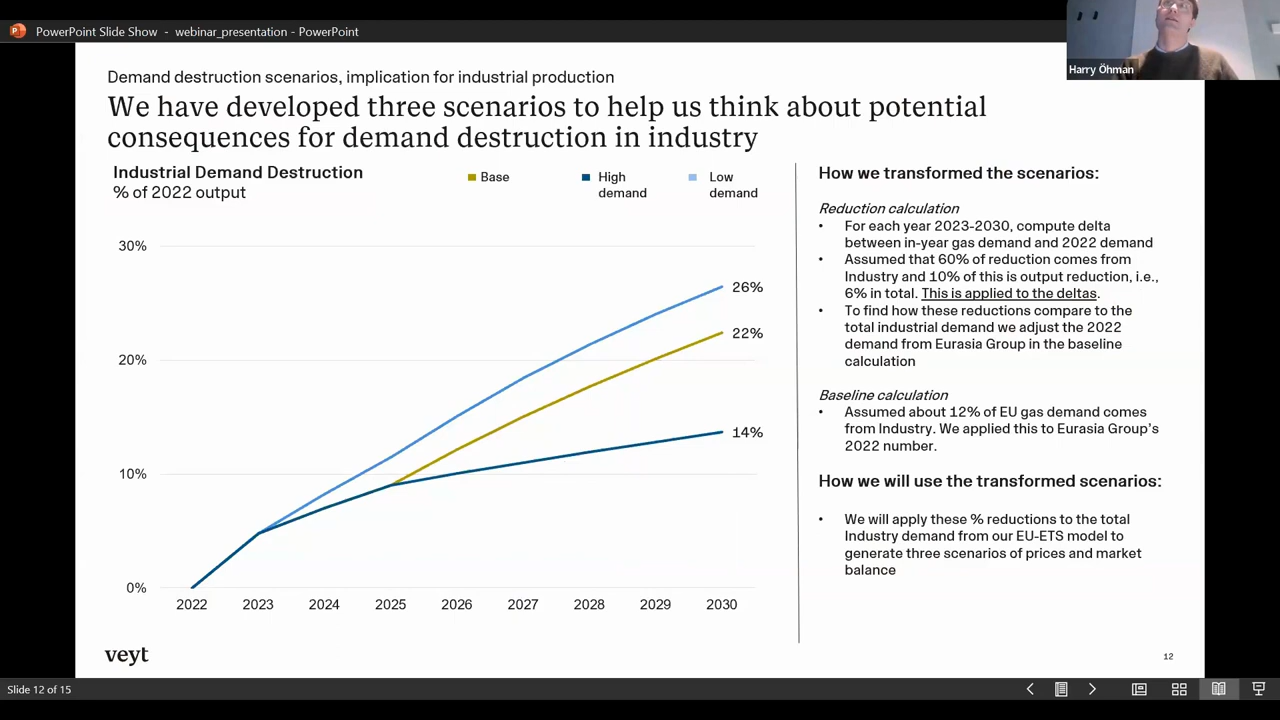 PowerPoint Slide Show - webinar_presentation - PowerPoint
Harry Öhman
Demand destruction scenarios, implication for industrial production
We have developed three scenarios to help us think about potential
consequences for demand destruction in industry
Industrial Demand Destruction
% of 2022 output
Base
High
demand
Low
demand
30%
20%
10%
0%
26%
22%
14%
2022 2023 2024 2025 2026 2027 2028 2029 2030
How we transformed the scenarios:
Reduction calculation
• For each year 2023-2030, compute delta
between in-year gas demand and 2022 demand
• Assumed that 60% of reduction comes from
Industry and 10% of this is output reduction, i.e.,
6% in total. This is applied to the deltas.
• To find how these reductions compare to the
total industrial demand we adjust the 2022
demand from Eurasia Group in the baseline
calculation
Baseline calculation
• Assumed about 12% of EU gas demand comes
from Industry. We applied this to Eurasia Group's
2022 number.
How we will use the transformed scenarios:
• We will apply these % reductions to the total
Industry demand from our EU-ETS model to
generate three scenarios of prices and market
balance
veyt
12
Slide 12 of 15